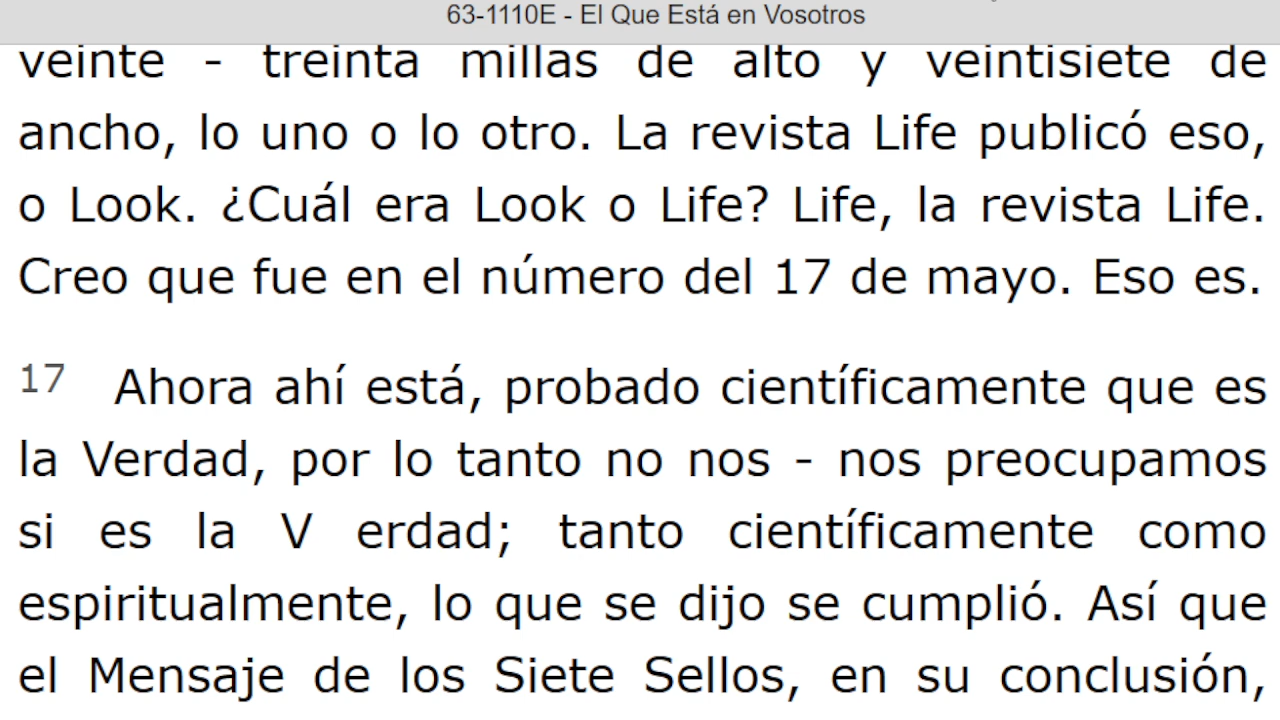 63-1110E - El Que Está en Vosotros
veinte - treinta millas de alto y veintisiete de
ancho, lo uno o lo otro. La revista Life publicó eso,
o Look. ¿Cuál era Look o Life? Life, la revista Life.
Creo que fue en el número del 17 de mayo. Eso es.
17 Ahora ahí está, probado científicamente que es
la Verdad, por lo tanto no nos - nos preocupamos
si es la V erdad; tanto científicamente como
espiritualmente, lo que se dijo se cumplió. Así que
el Mensaje de los Siete Sellos, en su conclusión,